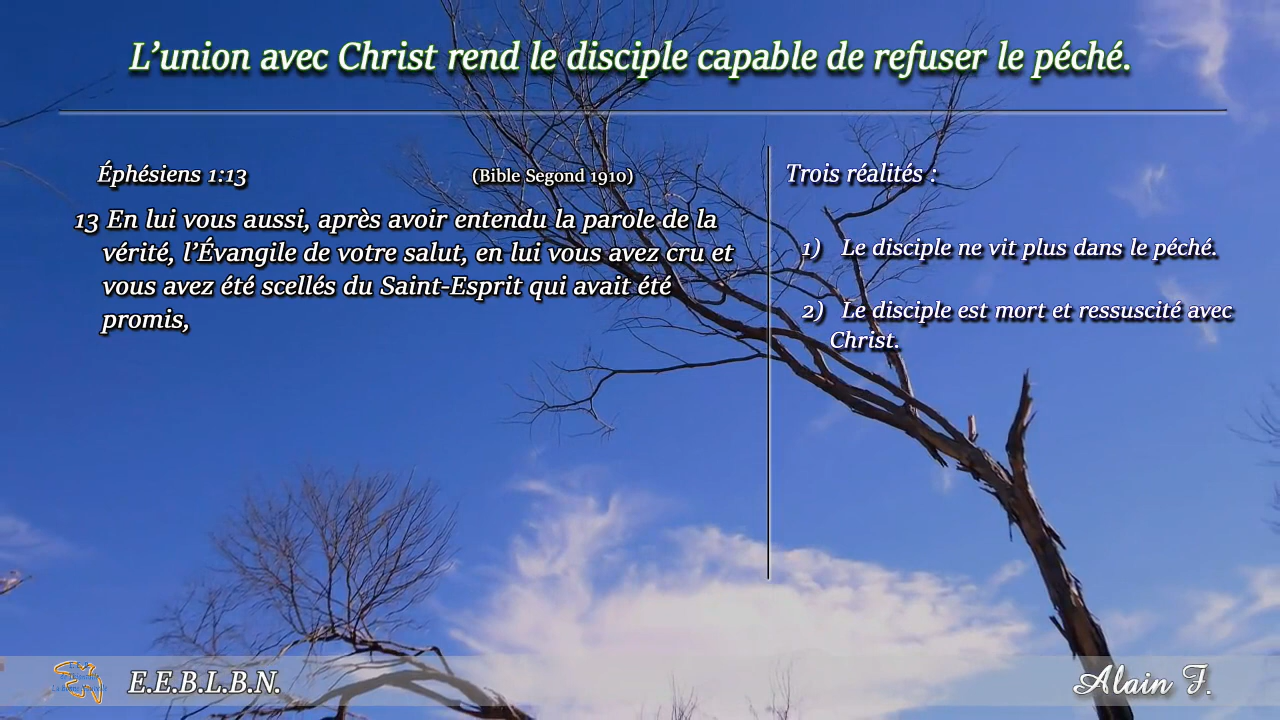 L’union avec Christ rend le disciple capable de refuser le péché.
Éphésiens 1:13
(Bible Segond 1910)
13 En lui vous aussi, après avoir entendu la parole de la
vérité, l’Évangile de votre salut, en lui vous avez cru et
vous avez été scellés du Saint-Esprit qui avait été
promis,
Trois réalités :
1) Le disciple ne vit plus dans le péché.
2) Le disciple est mort et ressuscité avec
Christ.
E.E.B.L.B.N.
Alain F.